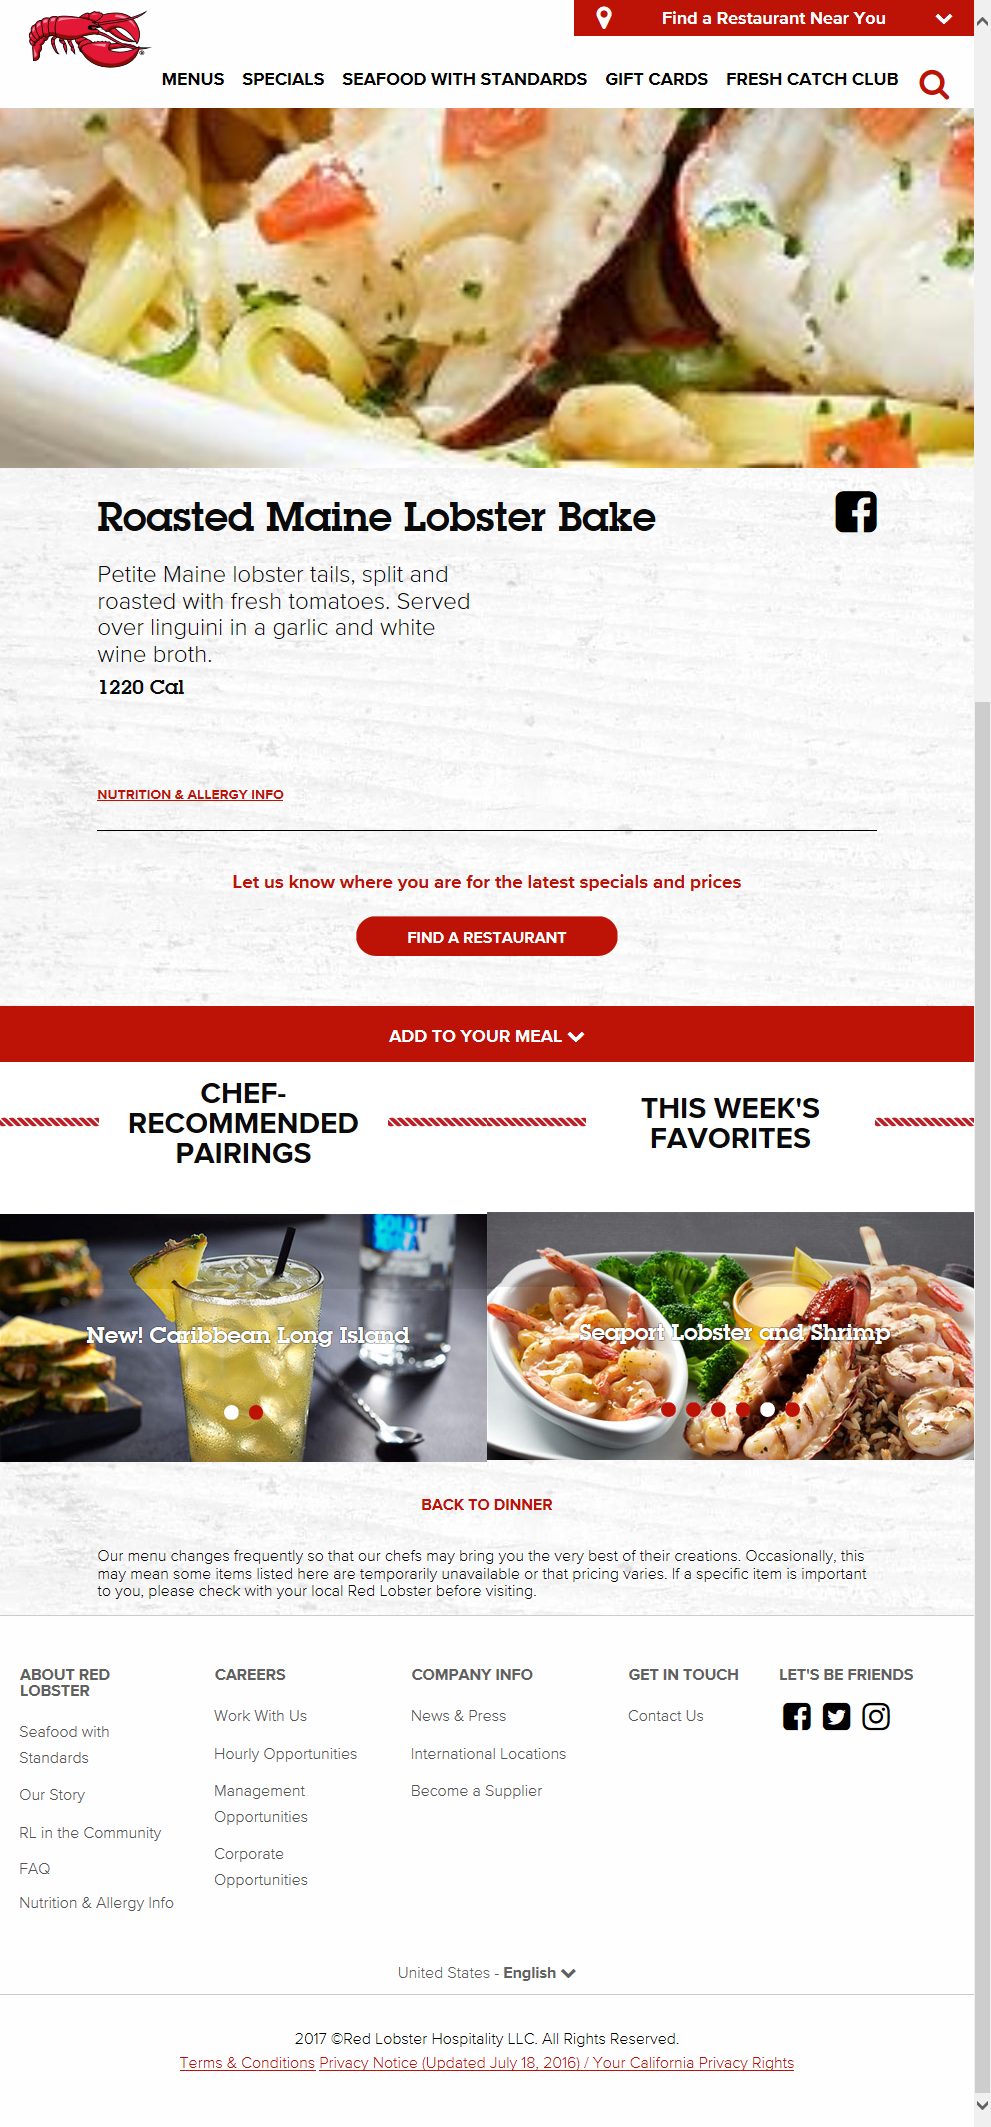 Find a Restaurant Near You
MENUS SPECIALS SEAFOOD WITH STANDARDS GIFT CARDS FRESH CATCH CLUB
Roasted Maine Lobster Bake
Petite Maine lobster tails, split and
roasted with fresh tomatoes. Served
over linguini in a garlic and white
wine broth.
1220 Cal
NUTRITION & ALLERGY INFO
Let us know where you are for the latest specials and prices
FIND A RESTAURANT
ADD TO YOUR MEAL
CHEF-
RECOMMENDED
PAIRINGS
THIS WEEK'S
FAVORITES
New! Caribbean Long Island
Seaport Lobster and Shrimp
BACK TO DINNER
Our menu changes frequently so that our chefs may bring you the very best of their creations. Occasionally, this
may mean some items listed here are temporarily unavailable or that pricing varies. If a specific item is important
to you, please check with your local Red Lobster before visiting.
ABOUT RED
LOBSTER
Seafood with
Standards
Our Story
RL in the Community
FAQ
Nutrition & Allergy Info
CAREERS
Work With Us
Hourly Opportunities
Management
Opportunities
Corporate
Opportunities
COMPANY INFO
News & Press
International Locations
Become a Supplier
GET IN TOUCH
Contact Us
LET'S BE FRIENDS
United States - English
2017 ©Red Lobster Hospitality LLC. All Rights Reserved.
Terms & Conditions Privacy Notice (Updated July 18, 2016) / Your California Privacy Rights